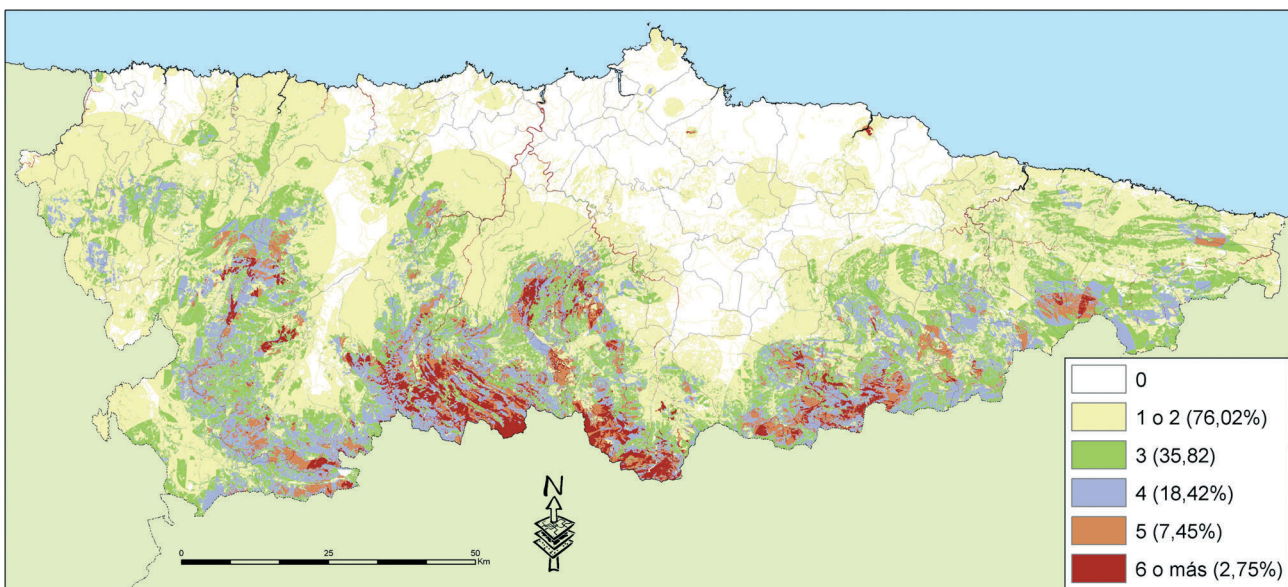 0
1 o 2 (76,02%)
3 (35,82)
4 (18,42%)
5 (7,45%)
6 o más (2,75%)
N
0 25 50
Km